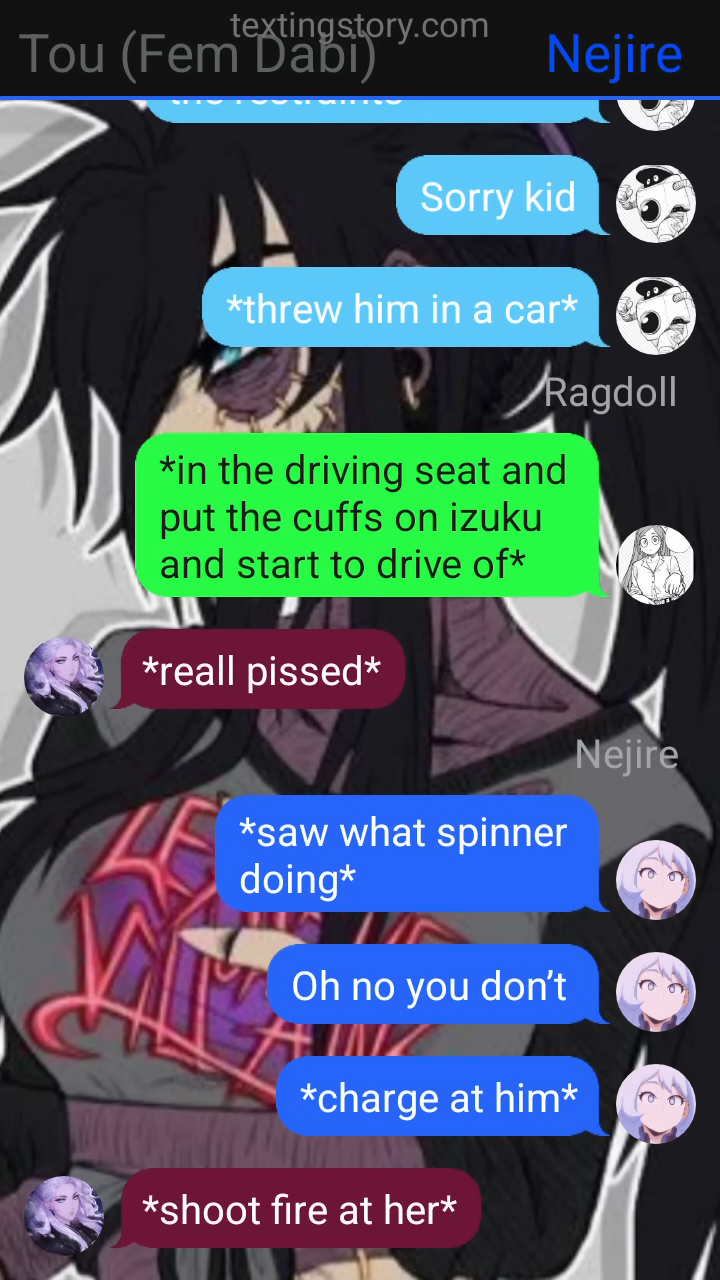 textingstory.com
Tou (Fem Dabi)
Nejire
the restraints
Sorry kid
*threw him in a car*
Ragdoll
*in the driving seat and
put the cuffs on izuku
and start to drive of*
*reall pissed*
Nejire
*saw what spinner
doing*
Oh no you don’t
*charge at him*
*shoot fire at her*